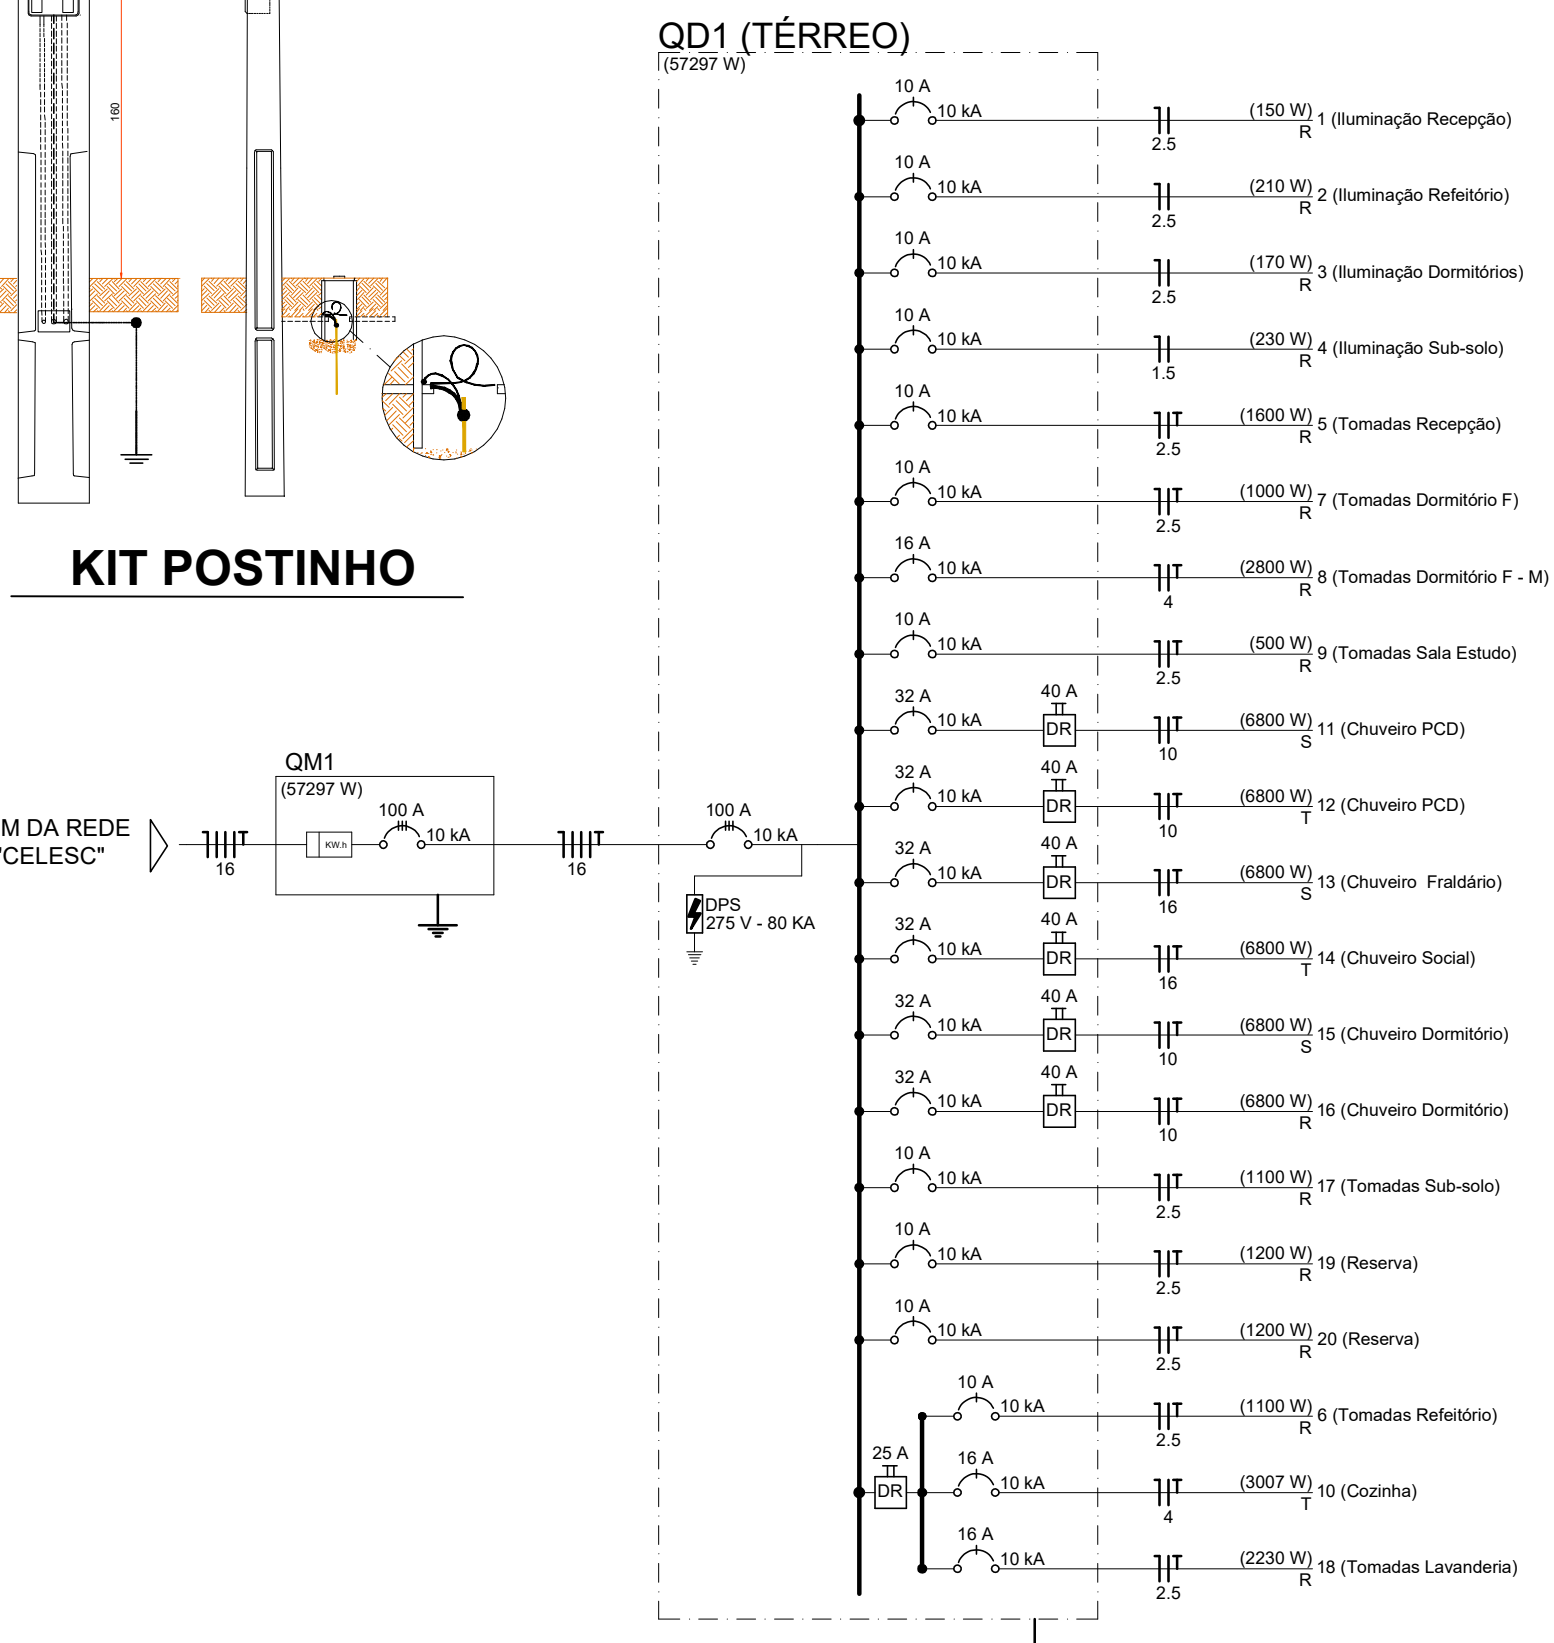 160
KIT POSTINHO
M DA REDE
"CELESC"
16
QM1
(57297 W)
KW.h
100 A
10 kA
16
QD1 (TÉRREO)
(57297 W)
100 A
10 kA
DPS
275 V - 80 KA
10 A 10 kA 2.5 (150 W) R 1 (Iluminação Recepção)
10 A 10 kA 2.5 (210 W) R 2 (Iluminação Refeitório)
10 A 10 kA 2.5 (170 W) R 3 (Iluminação Dormitórios)
10 A 10 kA 1.5 (230 W) R 4 (Iluminação Sub-solo)
10 A 10 kA 2.5 (1600 W) R 5 (Tomadas Recepção)
10 A 10 kA 2.5 (1000 W) R 7 (Tomadas Dormitório F)
16 A 10 kA 4 (2800 W) R 8 (Tomadas Dormitório F - M)
10 A 10 kA 2.5 (500 W) R 9 (Tomadas Sala Estudo)
32 A 10 kA 40 A DR 10 (6800 W) S 11 (Chuveiro PCD)
32 A 10 kA 40 A DR 10 (6800 W) T 12 (Chuveiro PCD)
32 A 10 kA 40 A DR 16 (6800 W) S 13 (Chuveiro Fraldário)
32 A 10 kA 40 A DR 16 (6800 W) T 14 (Chuveiro Social)
32 A 10 kA 40 A DR 10 (6800 W) S 15 (Chuveiro Dormitório)
32 A 10 kA 40 A DR 10 (6800 W) R 16 (Chuveiro Dormitório)
10 A 10 kA 2.5 (1100 W) R 17 (Tomadas Sub-solo)
10 A 10 kA 2.5 (1200 W) R 19 (Reserva)
10 A 10 kA 2.5 (1200 W) R 20 (Reserva)
10 A 10 kA 2.5 (1100 W) R 6 (Tomadas Refeitório)
25 A DR 16 A 10 kA 4 (3007 W) T 10 (Cozinha)
16 A 10 kA 2.5 (2230 W) R 18 (Tomadas Lavanderia)